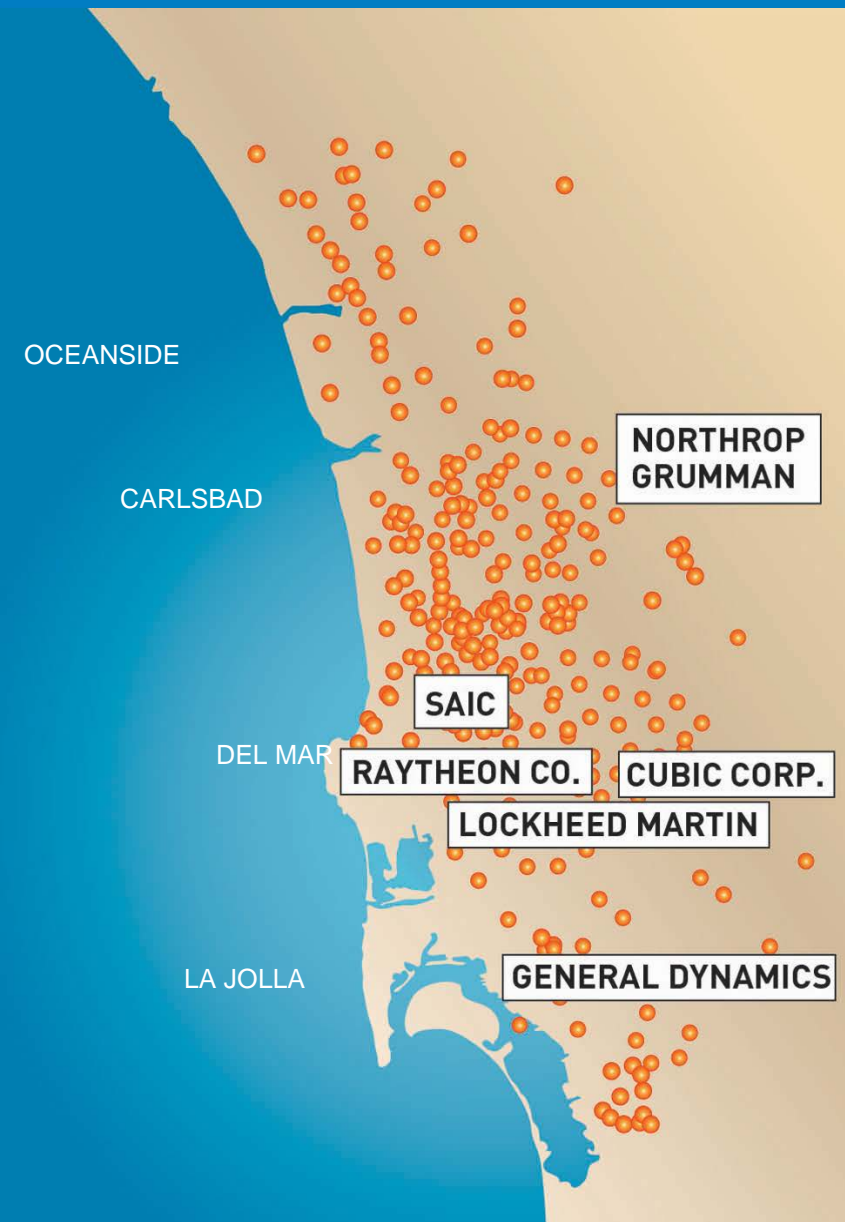 OCEANSIDE
NORTHROP
GRUMMAN
CARLSBAD
SAIC
DEL MAR
RAYTHEON CO.
CUBIC CORP.
LOCKHEED MARTIN
LA JOLLA
GENERAL DYNAMICS